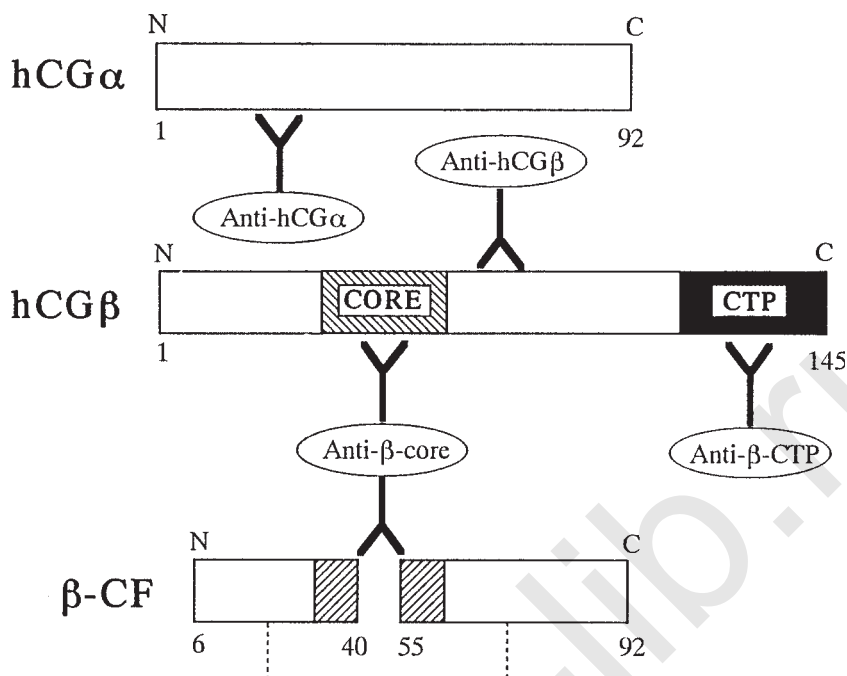 N C
hCGα
1 92
Anti-hCGβ
Anti-hCGα
N C
hCGβ CORE CTP
1 145
Anti-β-core Anti-β-CTP
N C
β-CF
6 40 55 92